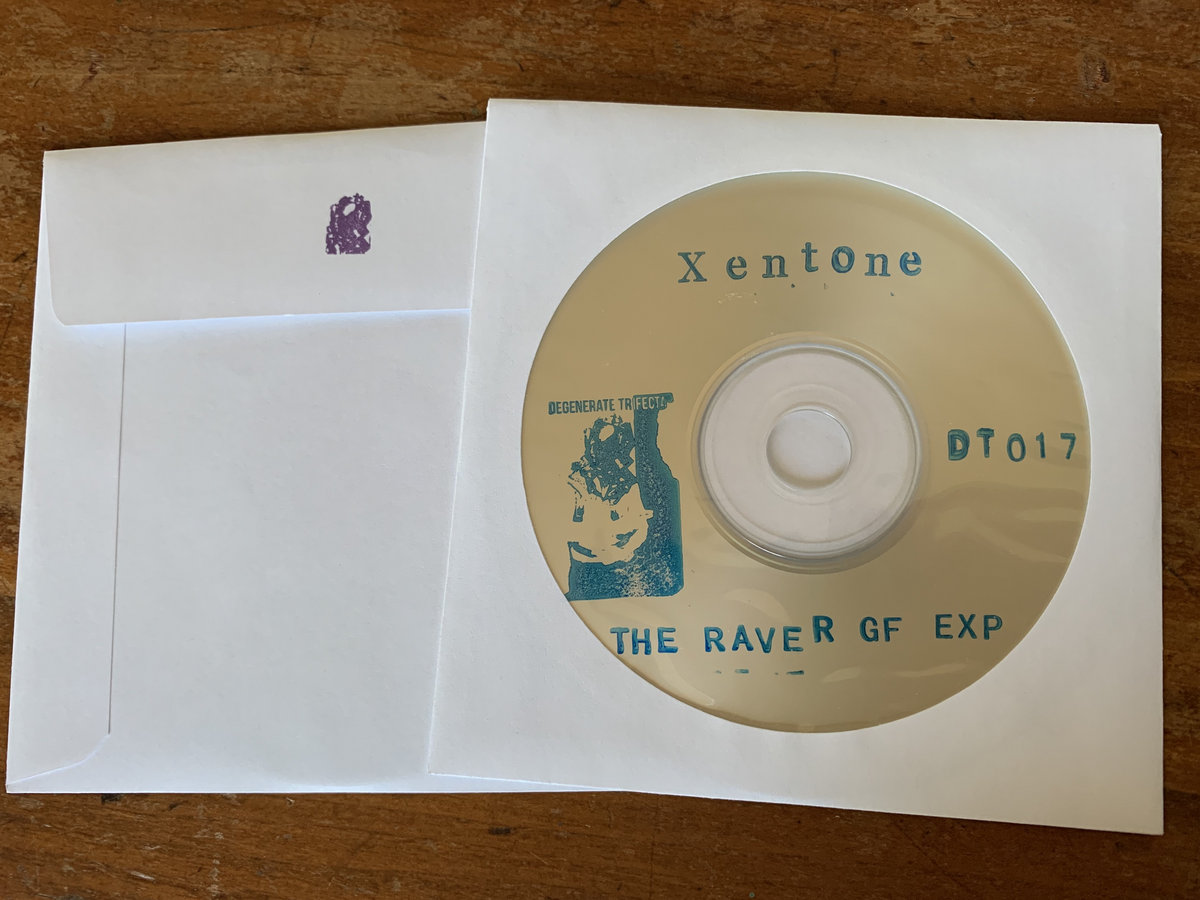 Xentone
DEGENERATE TRIFECTA
DT017
THE RAVER GF EXP